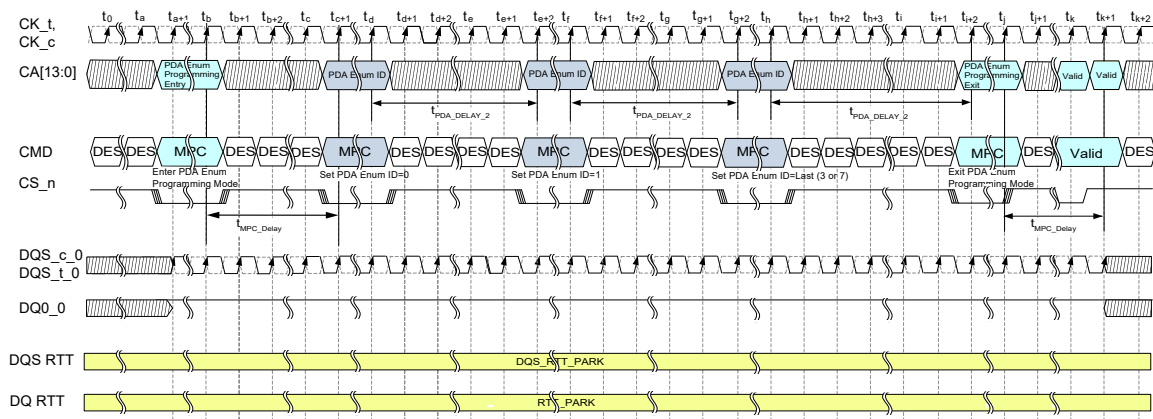 t0 ta ta+1 tb tb+1 tb+2 tc tc+1 td td+1 td+2 te te+1 te+2 tf tf+1 tf+2 tg tg+1 tg+2 th th+1 th+2 th+3 ti ti+1 ti+2 tj tj+1 tk tk+1 tk+2
CK_t,
CK_c
CA[13:0]
PDA Enum
Programming
Entry
PDA Enum ID
PDA Enum ID
PDA Enum ID
PDA Enum
Programming
Exit
Valid
Valid
tPDA_DELAY_2
tPDA_DELAY_2
tPDA_DELAY_2
CMD
DES DES MPC DES DES DES MPC DES DES DES DES MPC DES DES DES DES MPC DES DES DES DES DES MPC DES Valid DES
Enter PDA Enum
Programming Mode
Set PDA Enum ID=0
Set PDA Enum ID=1
Set PDA Enum ID=Last (3 or 7)
Exit PDA Enum
Programming Mode
CS_n
tMPC_Delay
tMPC_Delay
DQS_c_0
DQS_t_0
DQ0_0
DQS RTT
DQS_RTT_PARK
DQ RTT
RTT_PARK